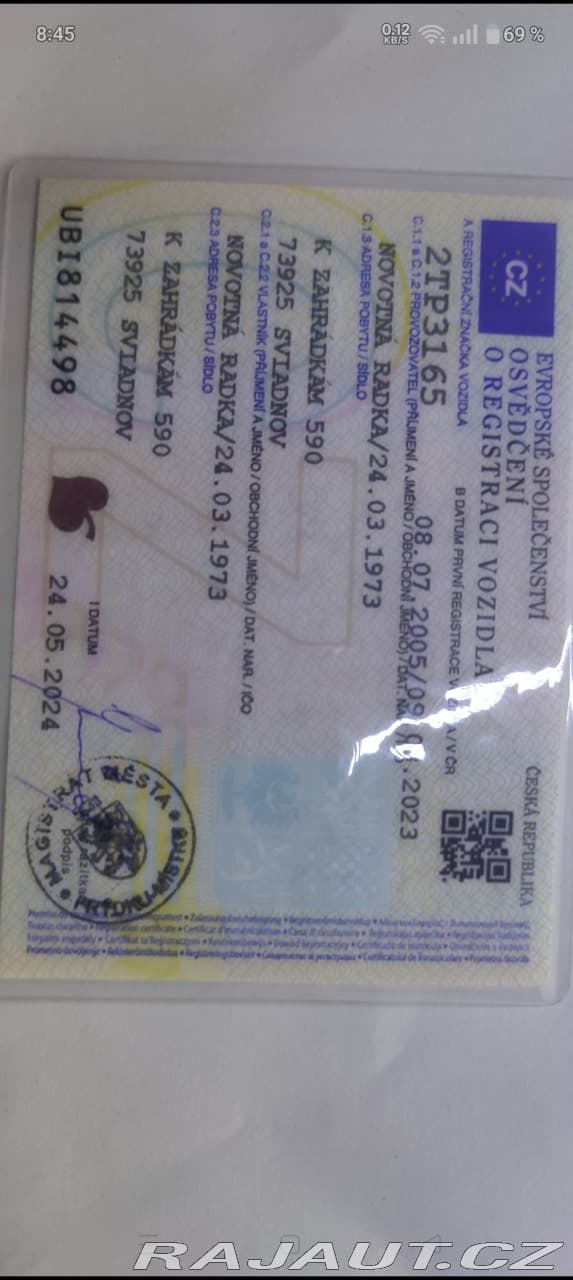 8:45
0.12 KB/S
69 %
EVROPSKÉ SPOLEČENSTVÍ
ČESKÁ REPUBLIKA
CZ
OSVĚDČENÍ
O REGISTRACI VOZIDLA
A REGISTRAČNÍ ZNAČKA VOZIDLA
B DATUM PRVNÍ REGISTRACE
/V ČR
2TP3165
08.07.2005/
.2023
C.1.1 a C.1.2 PROVOZOVATEL (PŘÍJMENÍ A JMÉNO/OBCHODNÍ JMÉNO)/DAT.
NOVOTNÁ RADKA/24.03.1973
C.1.3 ADRESA POBYTU / SÍDLO
K ZAHRÁDKÁM 590
73925 SVIADNOV
C.2.1 a C.2.2 VLASTNÍK (PŘÍJMENÍ A JMÉNO / OBCHODNÍ JMÉNO) / DAT. NAR. / IČO
NOVOTNÁ RADKA/24.03.1973
C.2.3 ADRESA POBYTU / SÍDLO
K ZAHRÁDKÁM 590
73925 SVIADNOV
I DATUM
UBI814498
24.05.2024
podpis
MAGISTRÁT MĚSTA
RAJAUT.CZ